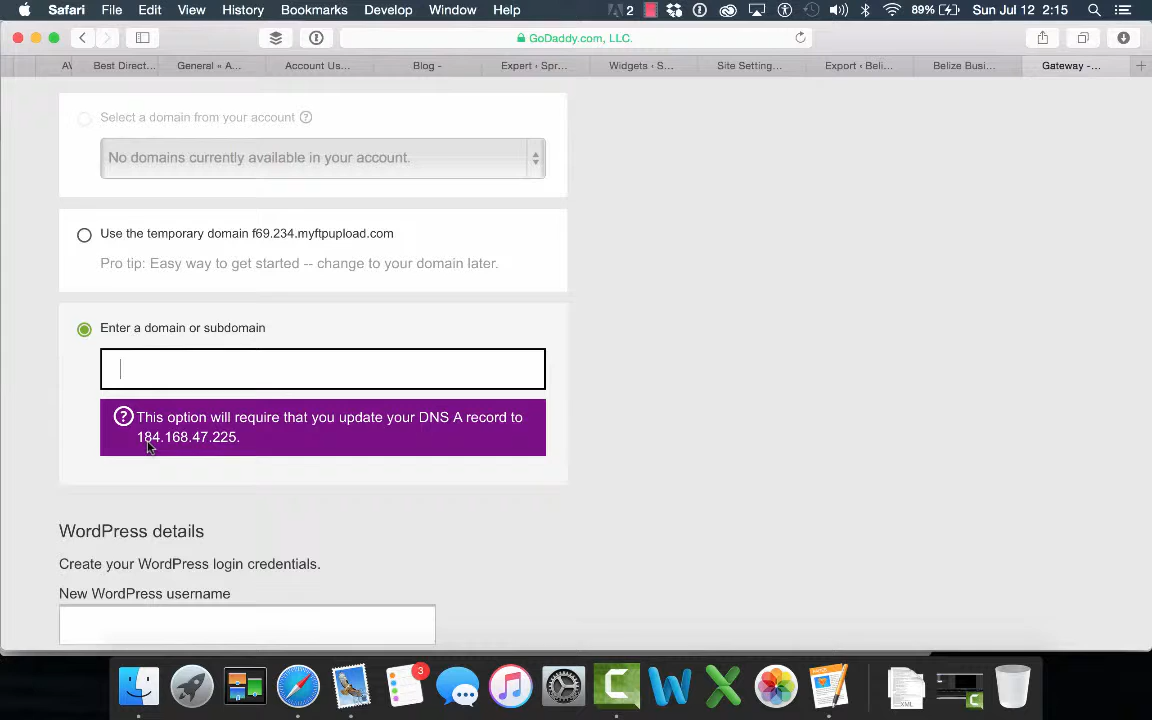 Safari File Edit View History Bookmarks Develop Window Help 2 89% Sun Jul 12 2:15
GoDaddy.com, LLC.
Best Direct... General « A... Account Us... Blog - Expert ‹ Spr... Widgets ‹ S... Site Setting... Export ‹ Beli... Belize Busi... Gateway -...
Select a domain from your account ?
No domains currently available in your account.
Use the temporary domain f69.234.myftpupload.com
Pro tip: Easy way to get started -- change to your domain later.
Enter a domain or subdomain
? This option will require that you update your DNS A record to
184.168.47.225.
WordPress details
Create your WordPress login credentials.
New WordPress username
3
XML